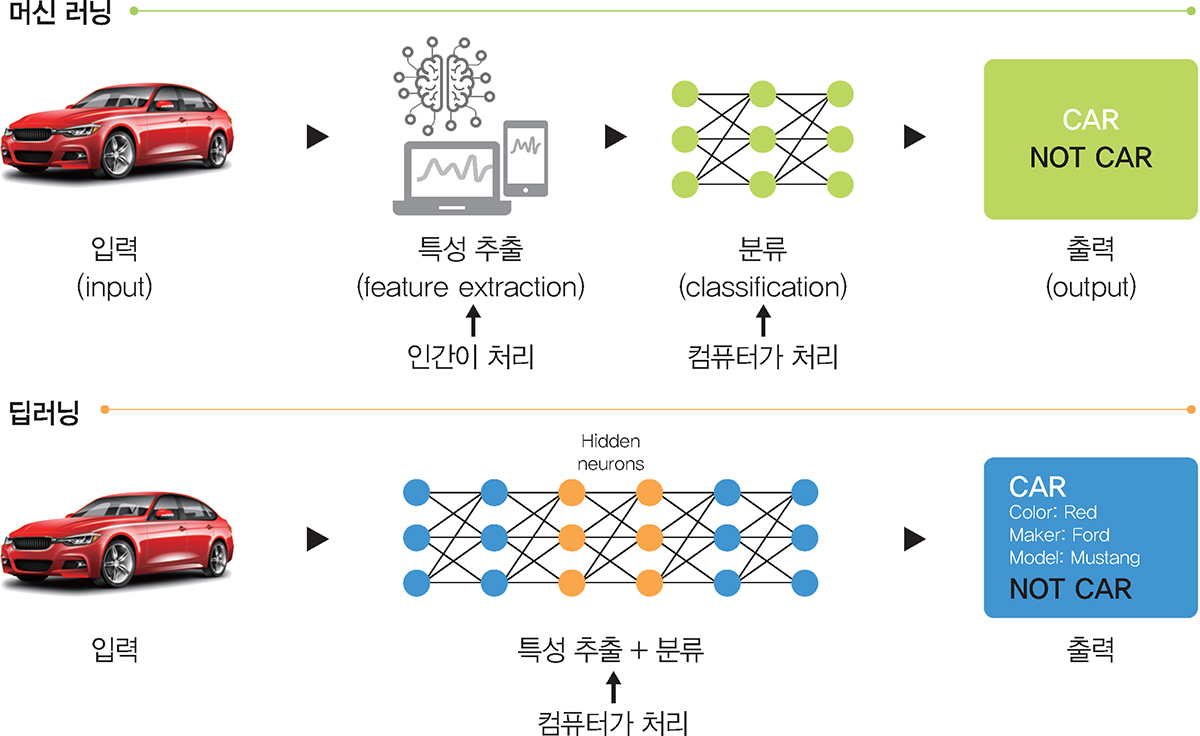 머신 러닝
CAR
NOT CAR
입력
(input)
특성 추출
(feature extraction)
분류
(classification)
출력
(output)
인간이 처리
컴퓨터가 처리
딥러닝
Hidden
neurons
CAR
Color: Red
Maker: Ford
Model: Mustang
NOT CAR
입력
특성 추출 + 분류
출력
컴퓨터가 처리